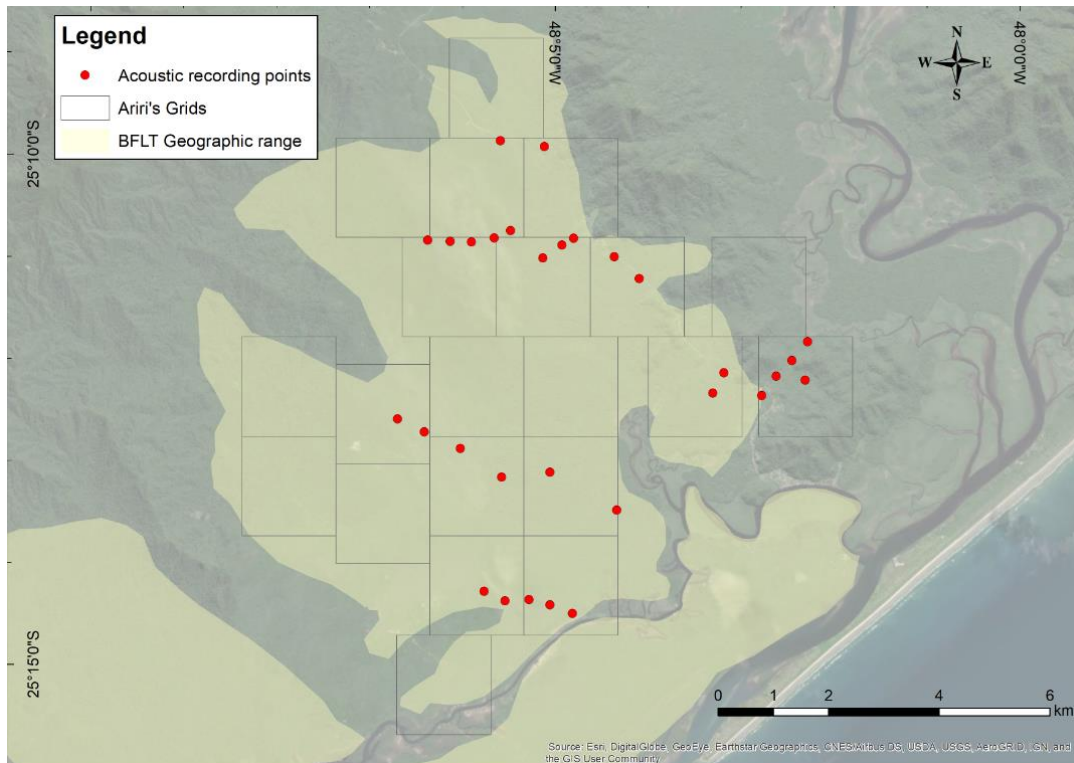 Legend
Acoustic recording points
Ariri's Grids
BFLT Geographic range
48°5'0"W
48°0'0"W
N
W E
S
25°10'0"S
25°15'0"S
0 1 2 4 6
km
Source: Esri, DigitalGlobe, GeoEye, Earthstar Geographics, CNES/Airbus DS, USDA, USGS, AeroGRID, IGN, and
the GIS User Community